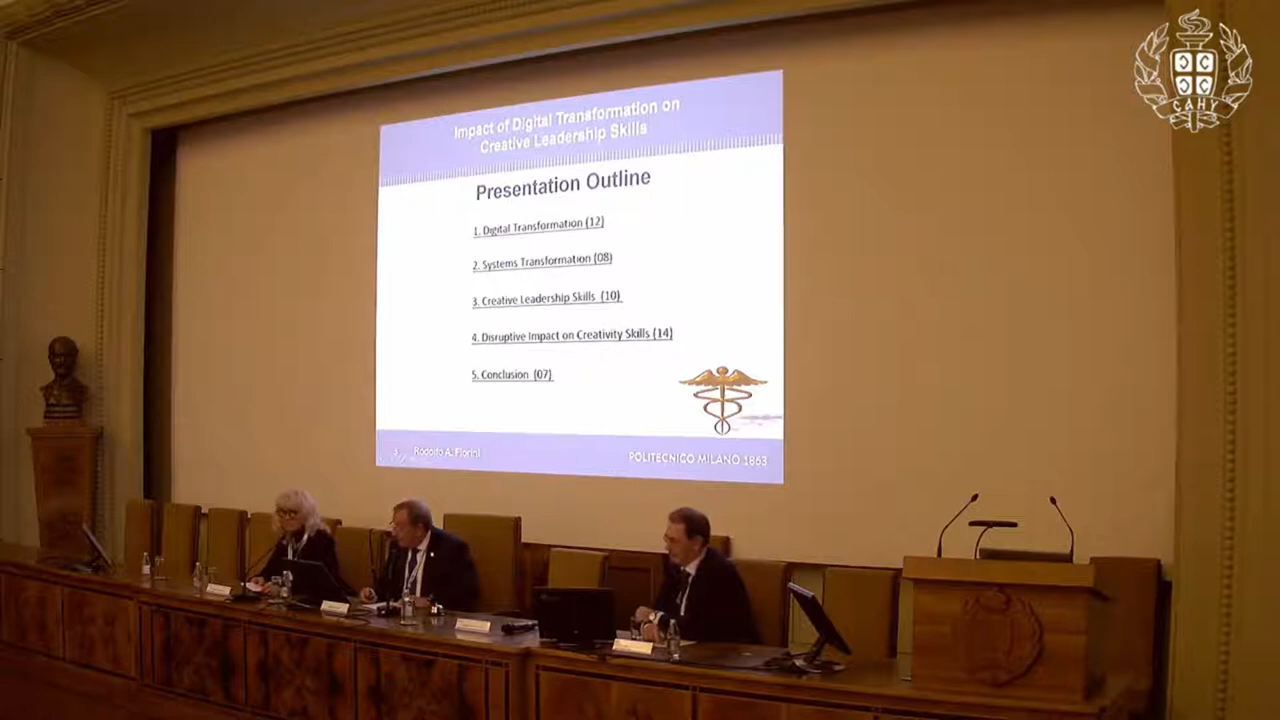 Impact of Digital Transformation on
Creative Leadership Skills
Presentation Outline
1. Digital Transformation (12)
2. Systems Transformation (08)
3. Creative Leadership Skills (10)
4. Disruptive Impact on Creativity Skills (14)
5. Conclusion (07)
Rodolfo A. Fiorini
POLITECNICO MILANO 1863
САНУ